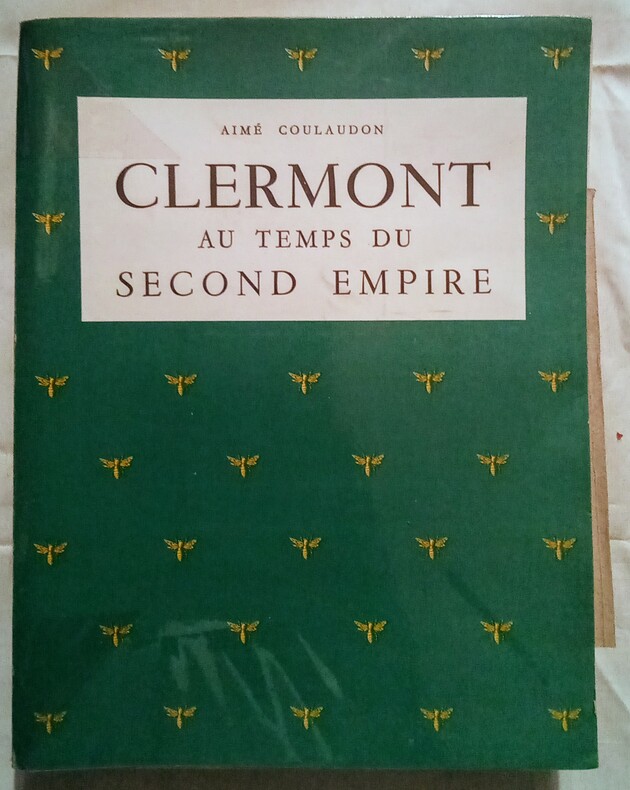 AIMÉ COULAUDON
CLERMONT
AU TEMPS DU
SECOND EMPIRE